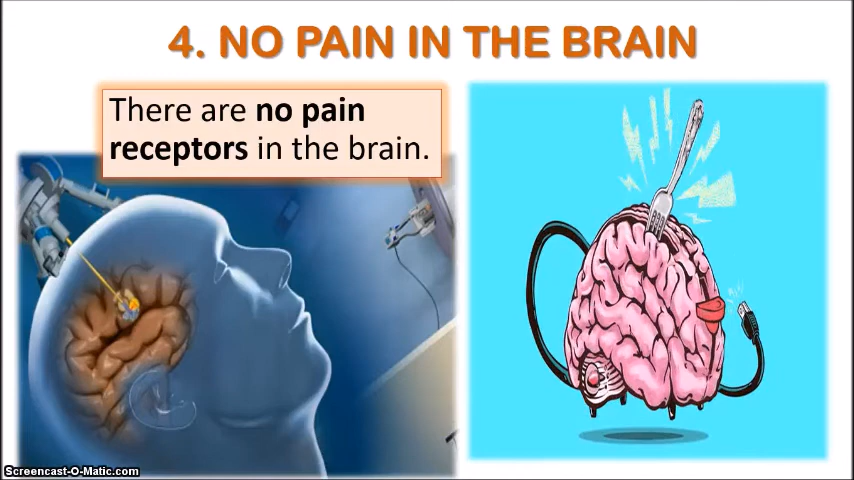 4. NO PAIN IN THE BRAIN
There are no pain
receptors in the brain.
Screencast-O-Matic.com